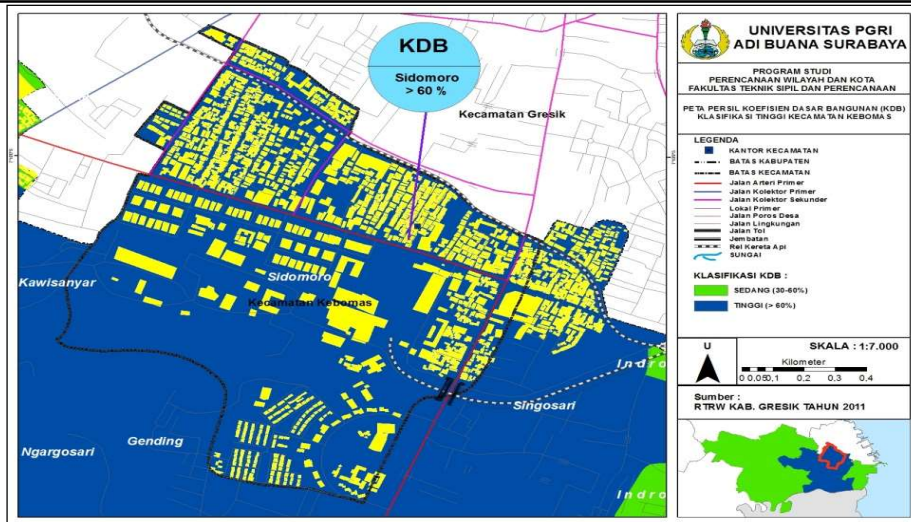 KDB
Sidomoro
> 60 %
Kecamatan Gresik
Kawisanyar
Sidomoro
Kecamatan Kebomas
Indro
Singosari
Gending
Ngargosari
Indro
UNIVERSITAS PGRI
ADI BUANA SURABAYA
PROGRAM STUDI
PERENCANAAN WILAYAH DAN KOTA
FAKULTAS TEKNIK SIPIL DAN PERENCANAAN
PETA PERSIL KOEFISIEN DASAR BANGUNAN (KDB)
KLASIFIKASI TINGGI KECAMATAN KEBOMAS
LEGENDA
KANTOR KECAMATAN
BATAS KABUPATEN
BATAS KECAMATAN
Jalan Arteri Primer
Jalan Kolektor Primer
Jalan Kolektor Sekunder
Lokal Primer
Jalan Poros Desa
Jalan Lingkungan
Jalan Tol
Jembatan
Rel Kereta Api
SUNGAI
KLASIFIKASI KDB :
SEDANG (30-60%)
TINGGI (> 60%)
U
SKALA : 1:7.000
Kilometer
0 0.050.1 0.2 0.3 0.4
Sumber :
RTRW KAB. GRESIK TAHUN 2011